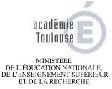 académie
Toulouse
MINISTÈRE
DE L'ÉDUCATION NATIONALE,
DE L'ENSEIGNEMENT SUPÉRIEUR
ET DE LA RECHERCHE